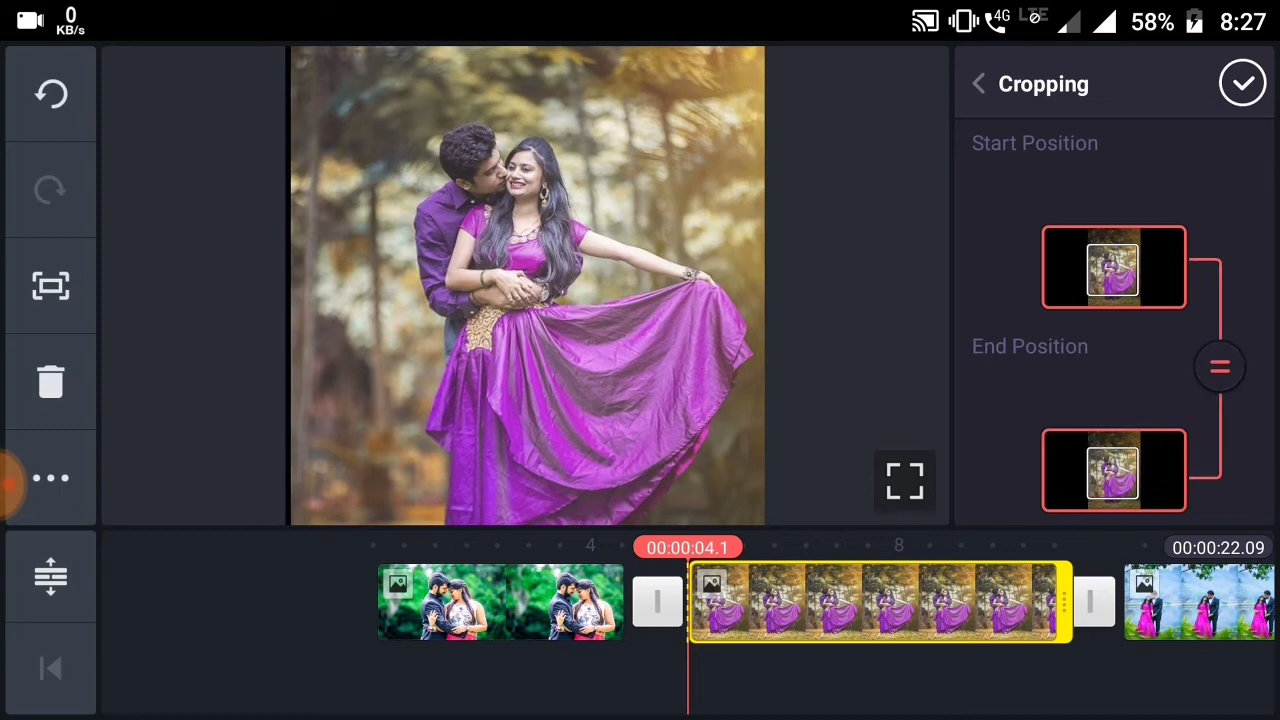 0
KB/s
4G
LTE
58%
8:27
Cropping
Start Position
End Position
4
00:00:04.1
8
00:00:22.09